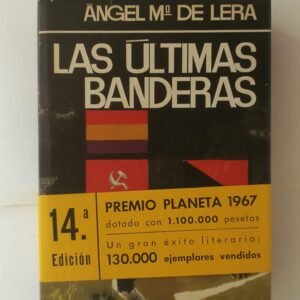 ÁNGEL Mª DE LERA
LAS ÚLTIMAS
BANDERAS
14.ª
Edición
PREMIO PLANETA 1967
dotado con 1.100.000 pesetas
Un gran éxito literario:
130.000 ejemplares vendidos